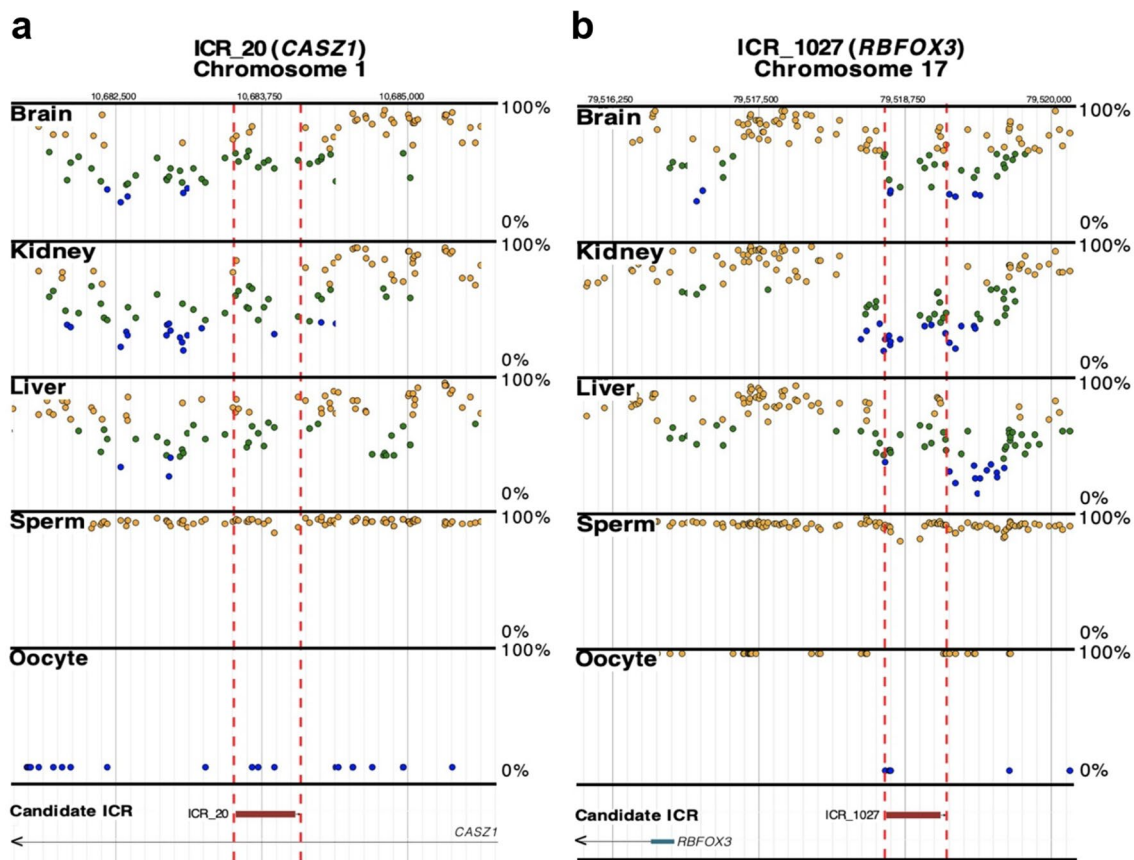 a
ICR_20 (CASZ1)
Chromosome 1
10,682,500 10,683,750 10,685,000
Brain 100%
0%
Kidney 100%
0%
Liver 100%
0%
Sperm 100%
0%
Oocyte 100%
0%
Candidate ICR ICR_20
CASZ1
b
ICR_1027 (RBFOX3)
Chromosome 17
79,516,250 79,517,500 79,518,750 79,520,000
Brain 100%
0%
Kidney 100%
0%
Liver 100%
0%
Sperm 100%
0%
Oocyte 100%
0%
Candidate ICR ICR_1027
RBFOX3